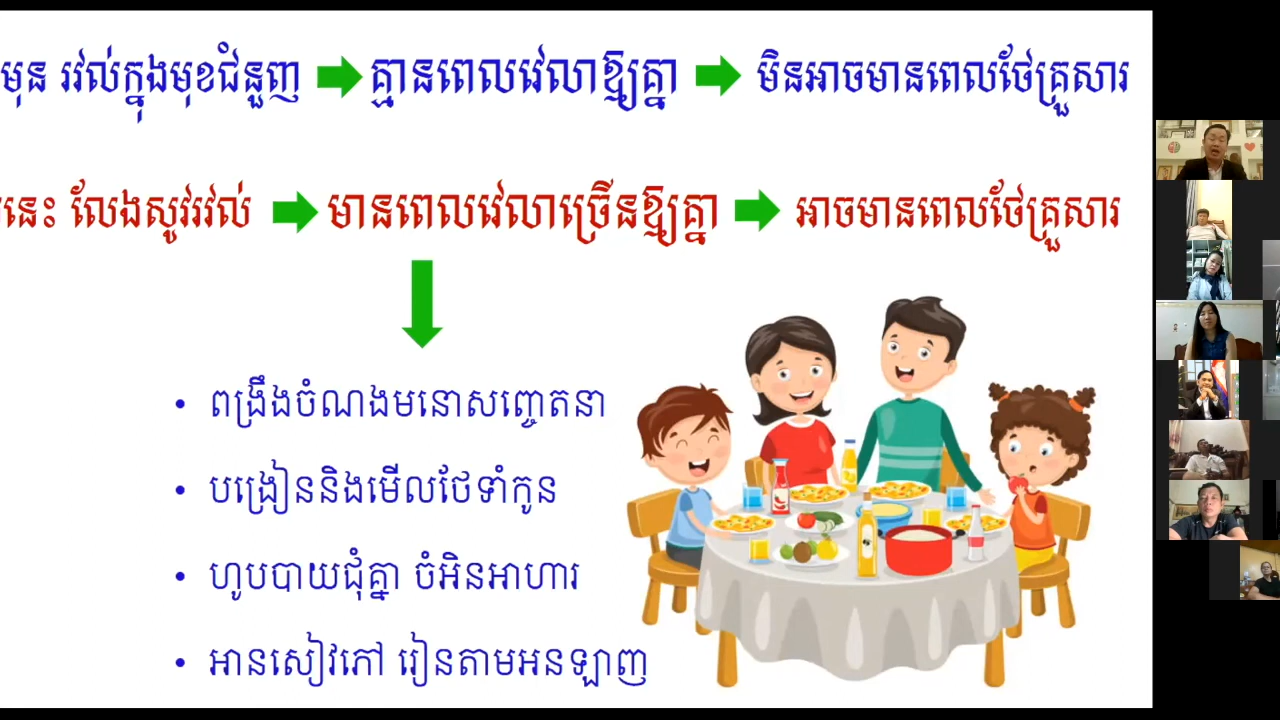 មុន រវល់ក្នុងមុខជំនួញ គ្មានពេលវេលាឱ្យគ្នា មិនអាចមានពេលថែគ្រួសារ
នេះ លែងសូវរវល់ មានពេលវេលាច្រើនឱ្យគ្នា អាចមានពេលថែគ្រួសារ
• ពង្រឹងចំណងមនោសញ្ចេតនា
• បង្រៀននិងមើលថែទាំកូន
• ហូបបាយជុំគ្នា ចំអិនអាហារ
• អានសៀវភៅ រៀនតាមអនឡាញ